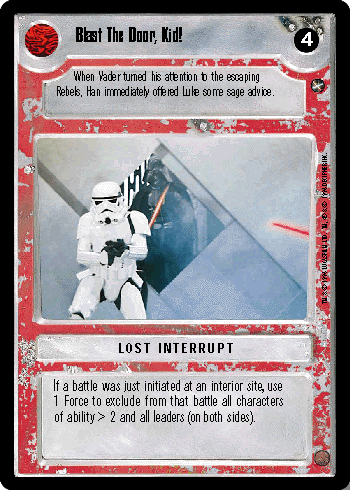 Blast The Door, Kid!
4
When Vader turned his attention to the escaping
Rebels, Han immediately offered Luke some sage advice.
LOST INTERRUPT
If a battle was just initiated at an interior site, use
1 Force to exclude from that battle all characters
of ability > 2 and all leaders (on both sides).